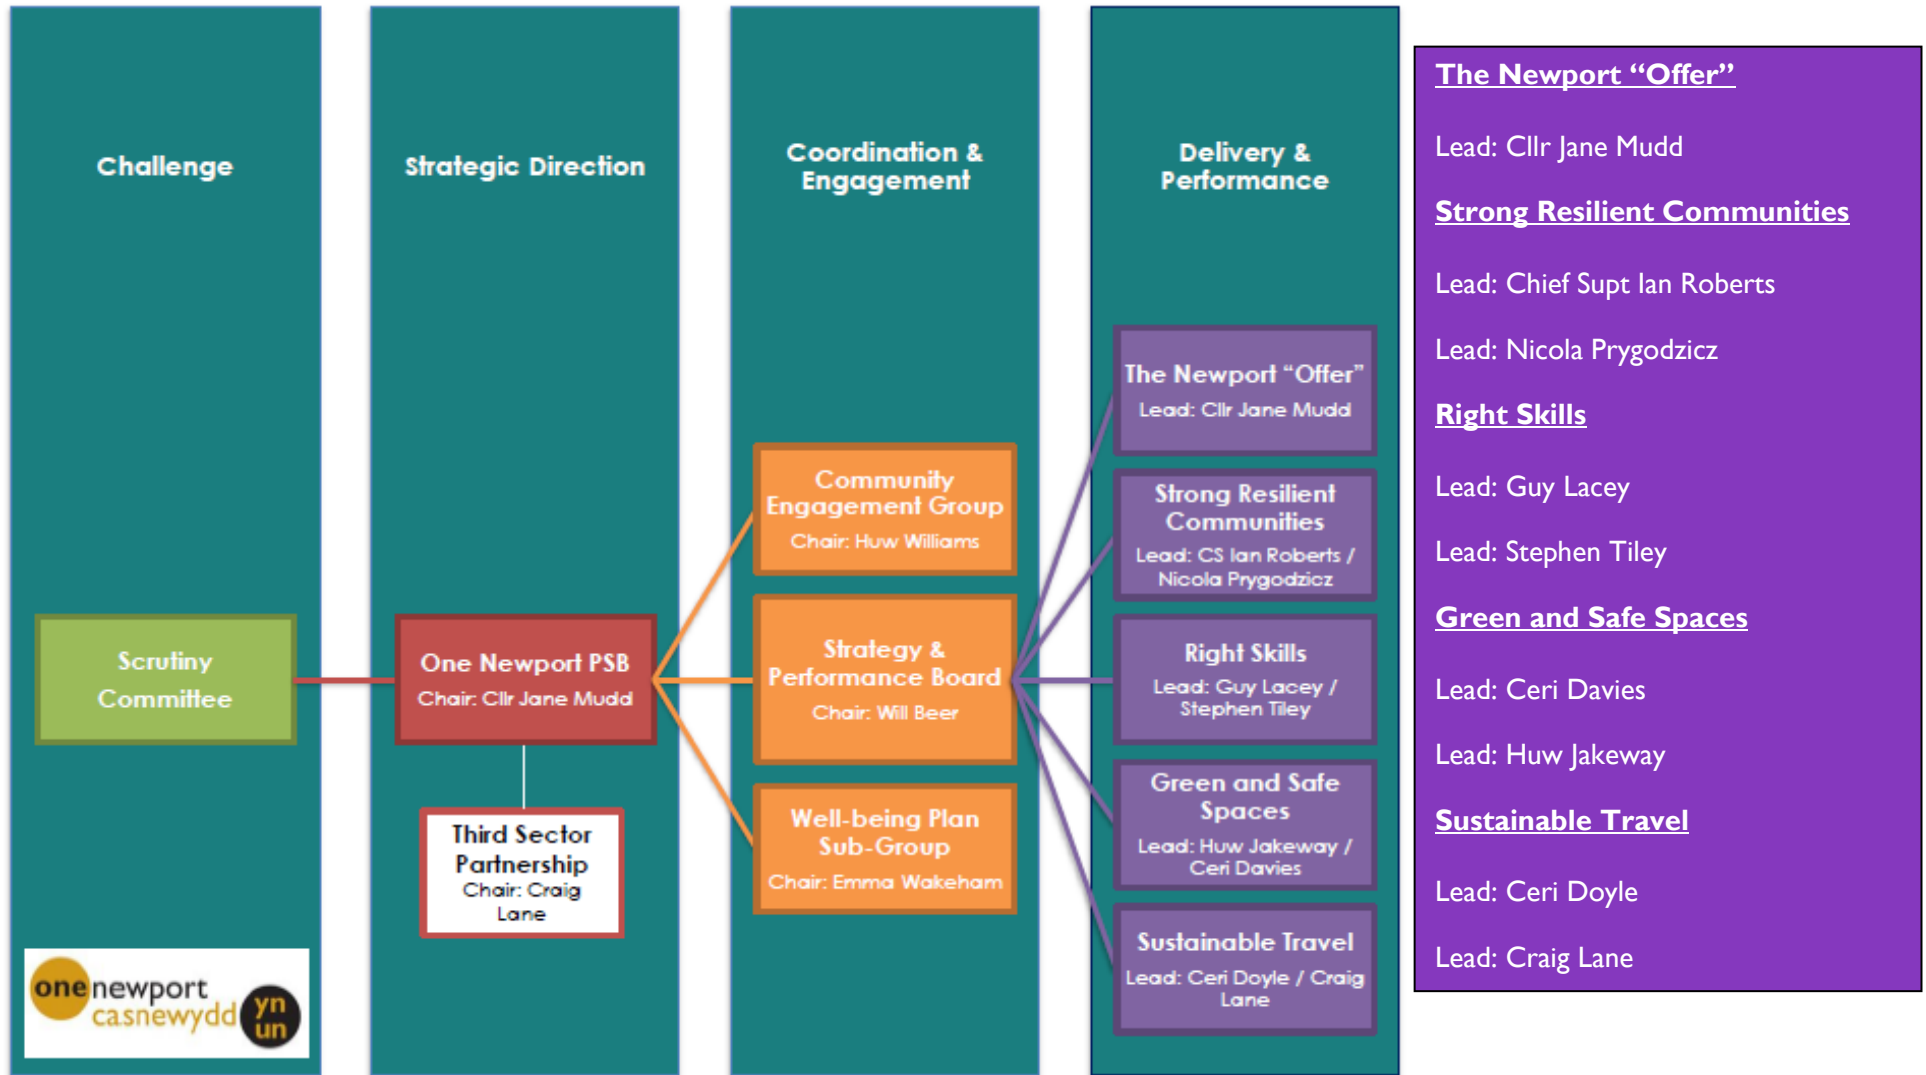 Challenge
Scrutiny
Committee
one newport
casnewydd
yn
un
Strategic Direction
One Newport PSB
Chair: Cllr Jane Mudd
Third Sector
Partnership
Chair: Craig
Lane
Coordination &
Engagement
Community
Engagement Group
Chair: Huw Williams
Strategy &
Performance Board
Chair: Will Beer
Well-being Plan
Sub-Group
Chair: Emma Wakeham
Delivery &
Performance
The Newport “Offer”
Lead: Cllr Jane Mudd
Strong Resilient
Communities
Lead: CS Ian Roberts /
Nicola Prygodzicz
Right Skills
Lead: Guy Lacey /
Stephen Tiley
Green and Safe
Spaces
Lead: Huw Jakeway /
Ceri Davies
Sustainable Travel
Lead: Ceri Doyle / Craig
Lane
The Newport “Offer”
Lead: Cllr Jane Mudd
Strong Resilient Communities
Lead: Chief Supt Ian Roberts
Lead: Nicola Prygodzicz
Right Skills
Lead: Guy Lacey
Lead: Stephen Tiley
Green and Safe Spaces
Lead: Ceri Davies
Lead: Huw Jakeway
Sustainable Travel
Lead: Ceri Doyle
Lead: Craig Lane